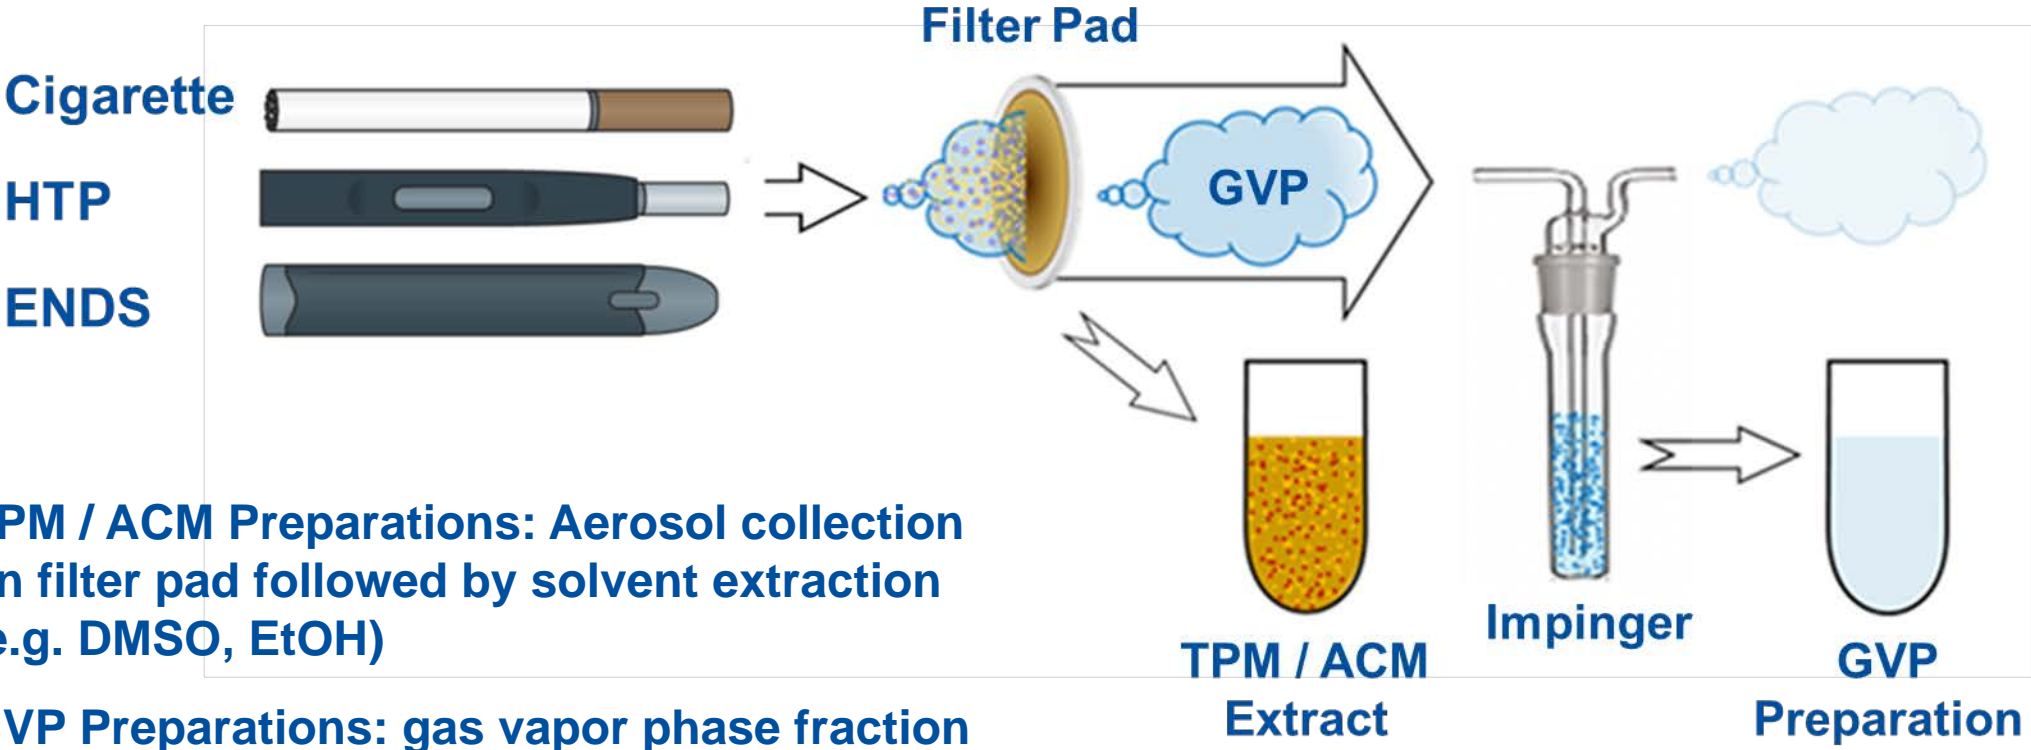 Filter Pad
Cigarette
HTP
GVP
ENDS
PM / ACM Preparations: Aerosol collection
n filter pad followed by solvent extraction
e.g. DMSO, EtOH)
VP Preparations: gas vapor phase fraction
TPM / ACM
Extract
Impinger
GVP
Preparation